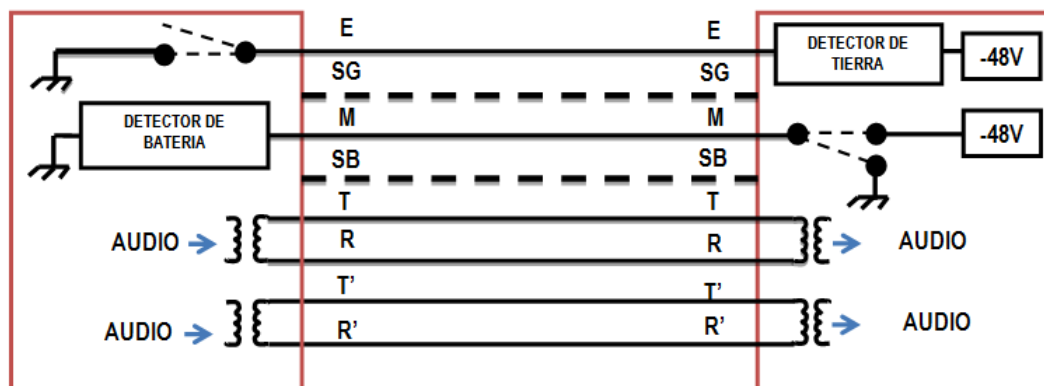 E E
DETECTOR DE
TIERRA
-48V
SG SG
DETECTOR DE
BATERIA
M M
-48V
SB SB
T T
AUDIO R R AUDIO
T’ T’
AUDIO R’ R’ AUDIO